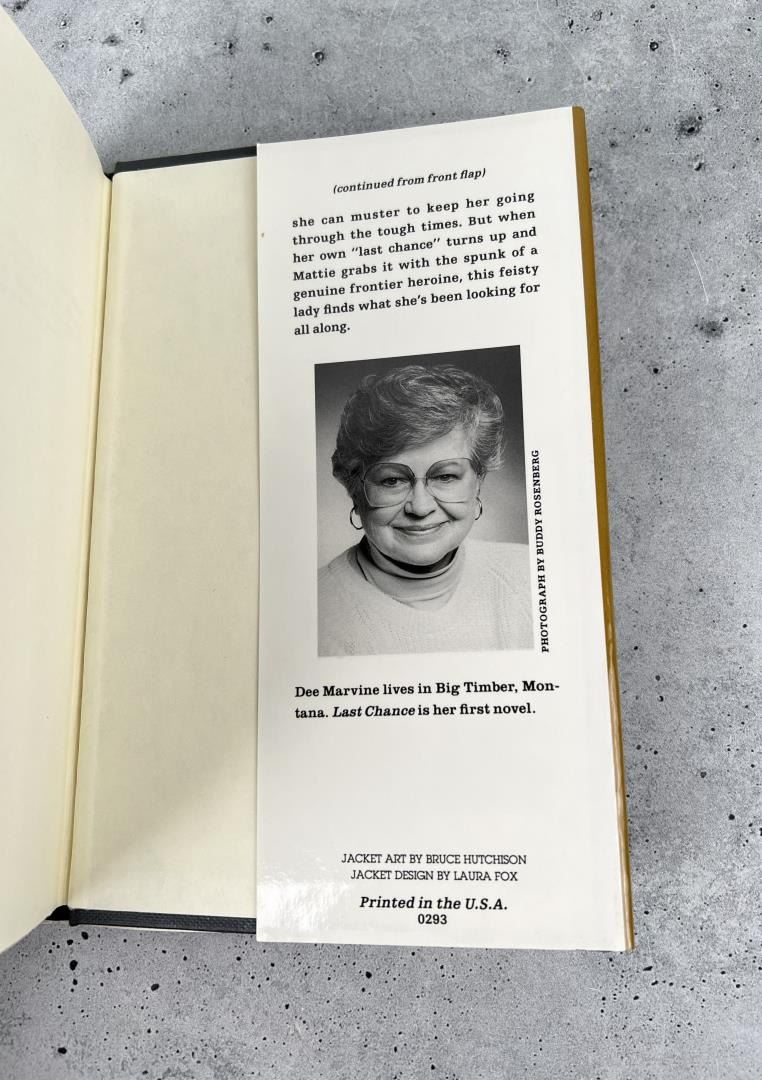 (continued from front flap)
she can muster to keep her going
through the tough times. But when
her own "last chance" turns up and
Mattie grabs it with the spunk of a
genuine frontier heroine, this feisty
lady finds what she's been looking for
all along.
PHOTOGRAPH BY BUDDY ROSENBERG
Dee Marvine lives in Big Timber, Mon-
tana. Last Chance is her first novel.
JACKET ART BY BRUCE HUTCHISON
JACKET DESIGN BY LAURA FOX
Printed in the U.S.A.
0293